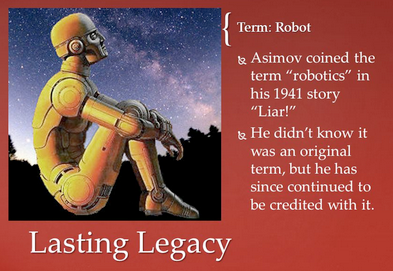 Term: Robot
Asimov coined the
term “robotics” in
his 1941 story
“Liar!”
He didn’t know it
was an original
term, but he has
since continued to
be credited with it.
Lasting Legacy